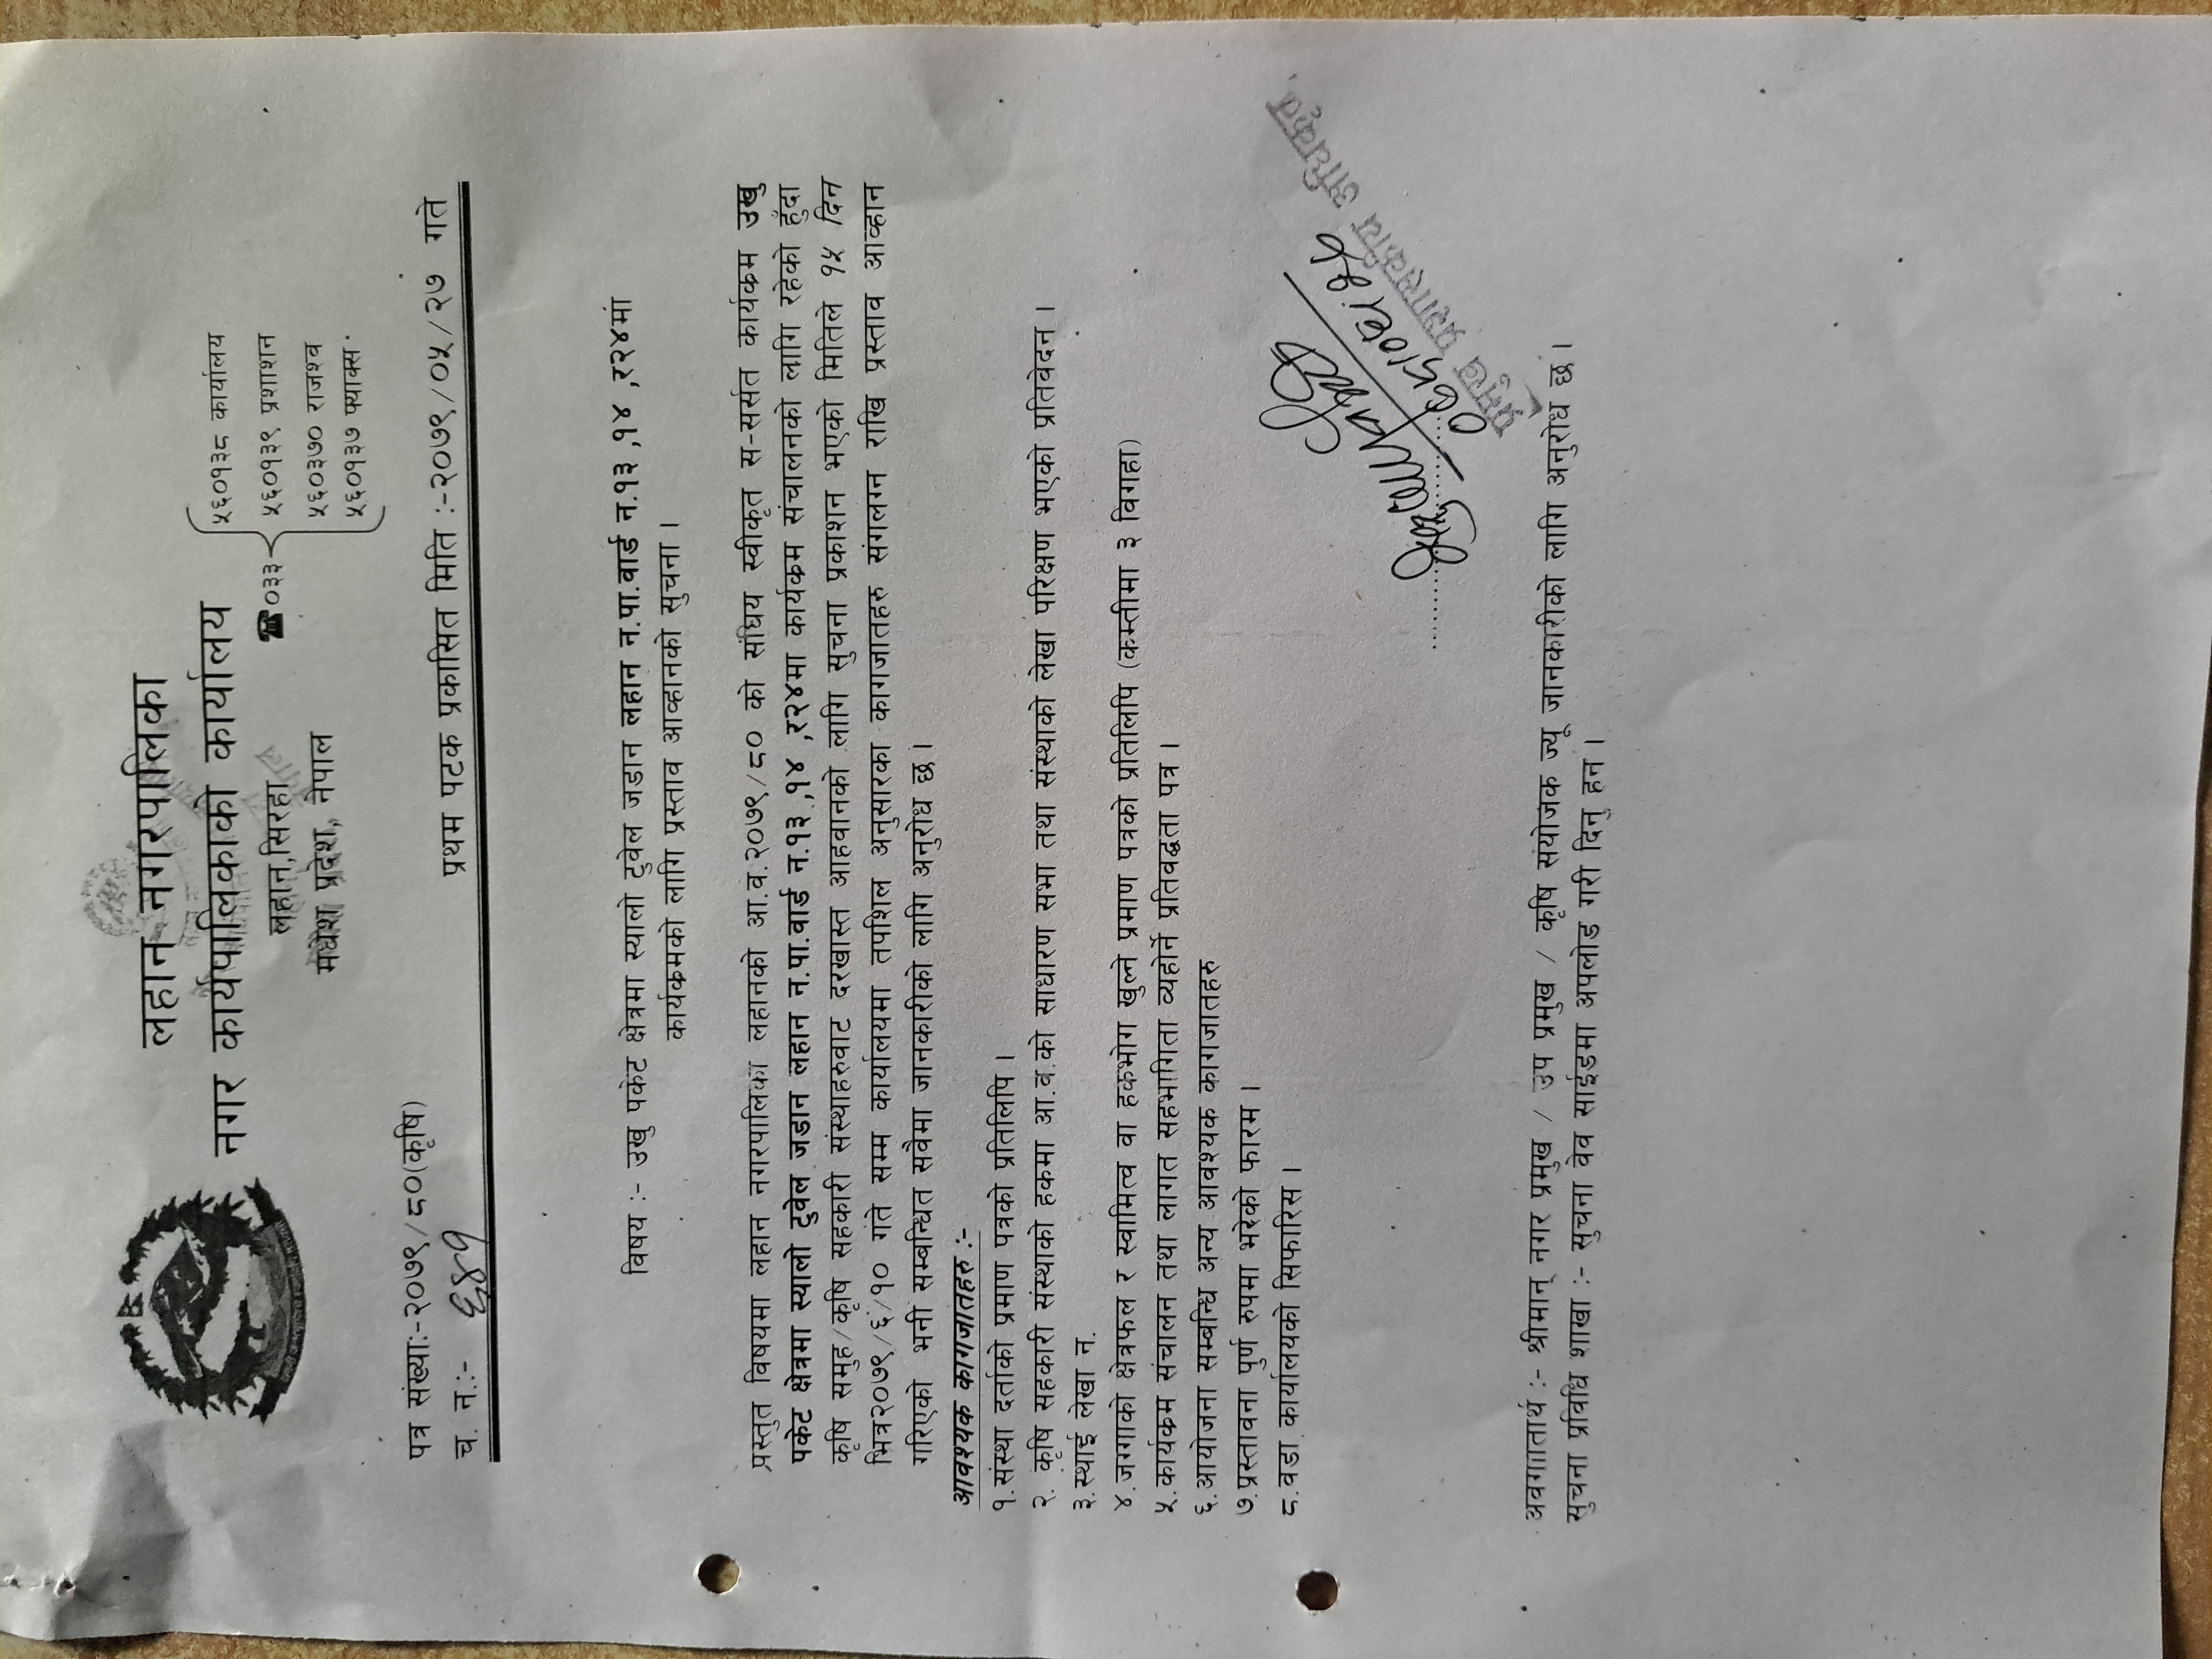 लहान नगरपालिका
नगर कार्यपालिकाको कार्यालय
लहान,सिरहा
मधेश प्रदेश, नेपाल
☎०३३
५६०१३८ कार्यालय
५६०१३९ प्रशाशन
५६०३७० राजश्व
५६०१३७ फ्याक्स
पत्र संख्याः-२०७९/८०(कृषि)
च. न.:- ६४१
प्रथम पटक प्रकासित मिति :-२०७९/०५/२७ गते
विषय :- उखु पकेट क्षेत्रमा स्यालो टुवेल जडान लहान न.पा.वार्ड न.१३,१४ ,र२४मां
कार्यक्रमको लागि प्रस्ताव आव्हानको सुचना ।
प्रस्तुत विषयमा लहान नगरपालिका लहानको आ.व.२०७९/८० को संघिय स्वीकृत स-सर्सत कार्यक्रम उखु
पकेट क्षेत्रमा स्यालो टुवेल जडान लहान न.पा.वार्ड न.१३,१४ ,र२४मा कार्यक्रम संचालनको लागि रहेको हुंदा
कृषि समुह/कृषि सहकारी संस्थाहरुवाट दरखास्त आहवानको लागि सुचना प्रकाशन भएको मितिले १५ दिन
भित्र२०७९/६/१० गते सम्म कार्यालयमा तपशिल अनुसारका कागजातहरु संगलग्न राखि प्रस्ताव आव्हान
गरिएको भनी सम्बन्धित सवैमा जानकारीको लागि अनुरोध छ।
आवश्यक कागजातहरु :-
१.संस्था दर्ताको प्रमाण पत्रको प्रतिलिपि ।
२. कृषि सहकारी संस्थाको हकमा आ.व.को साधारण सभा तथा संस्थाको लेखा परिक्षण भएको प्रतिवेदन ।
३.स्थाई लेखा न.
४.जग्गाको क्षेत्रफल र स्वामित्व वा हकभोग खुल्ने प्रमाण पत्रको प्रतिलिपि (कम्तीमा ३ विगाहा)
५.कार्यक्रम संचालन तथा लागत सहभागिता व्यहोर्ने प्रतिवद्धता पत्र ।
६.आयोजना सम्बन्धि अन्य आवश्यक कागजातहरु
७.प्रस्तावना पुर्ण रुपमा भरेको फारम ।
८.वडा कार्यालयको सिफारिस ।
प्रमुख प्रशासकीय अधिकृत
अवगातार्थ :- श्रीमान् नगर प्रमुख / उप प्रमुख / कृषि संयोजक ज्यू जानकारीको लागि अनुरोध छ।
सुचना प्रविधि शाखा :- सुचना वेव साईडमा अपलोड गरी दिनु हुन ।